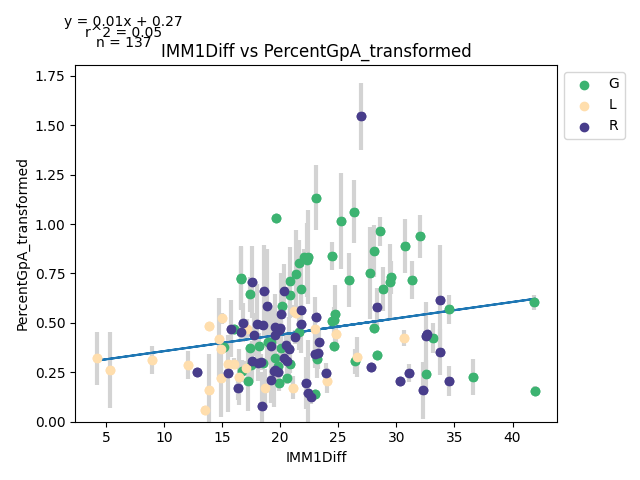 y = 0.01x + 0.27
r^2 = 0.05
n = 137
IMM1Diff vs PercentGpA_transformed
1.75
1.50
1.25
1.00
0.75
0.50
0.25
0.00
PercentGpA_transformed
5 10 15 20 25 30 35 40
IMM1Diff
G
L
R